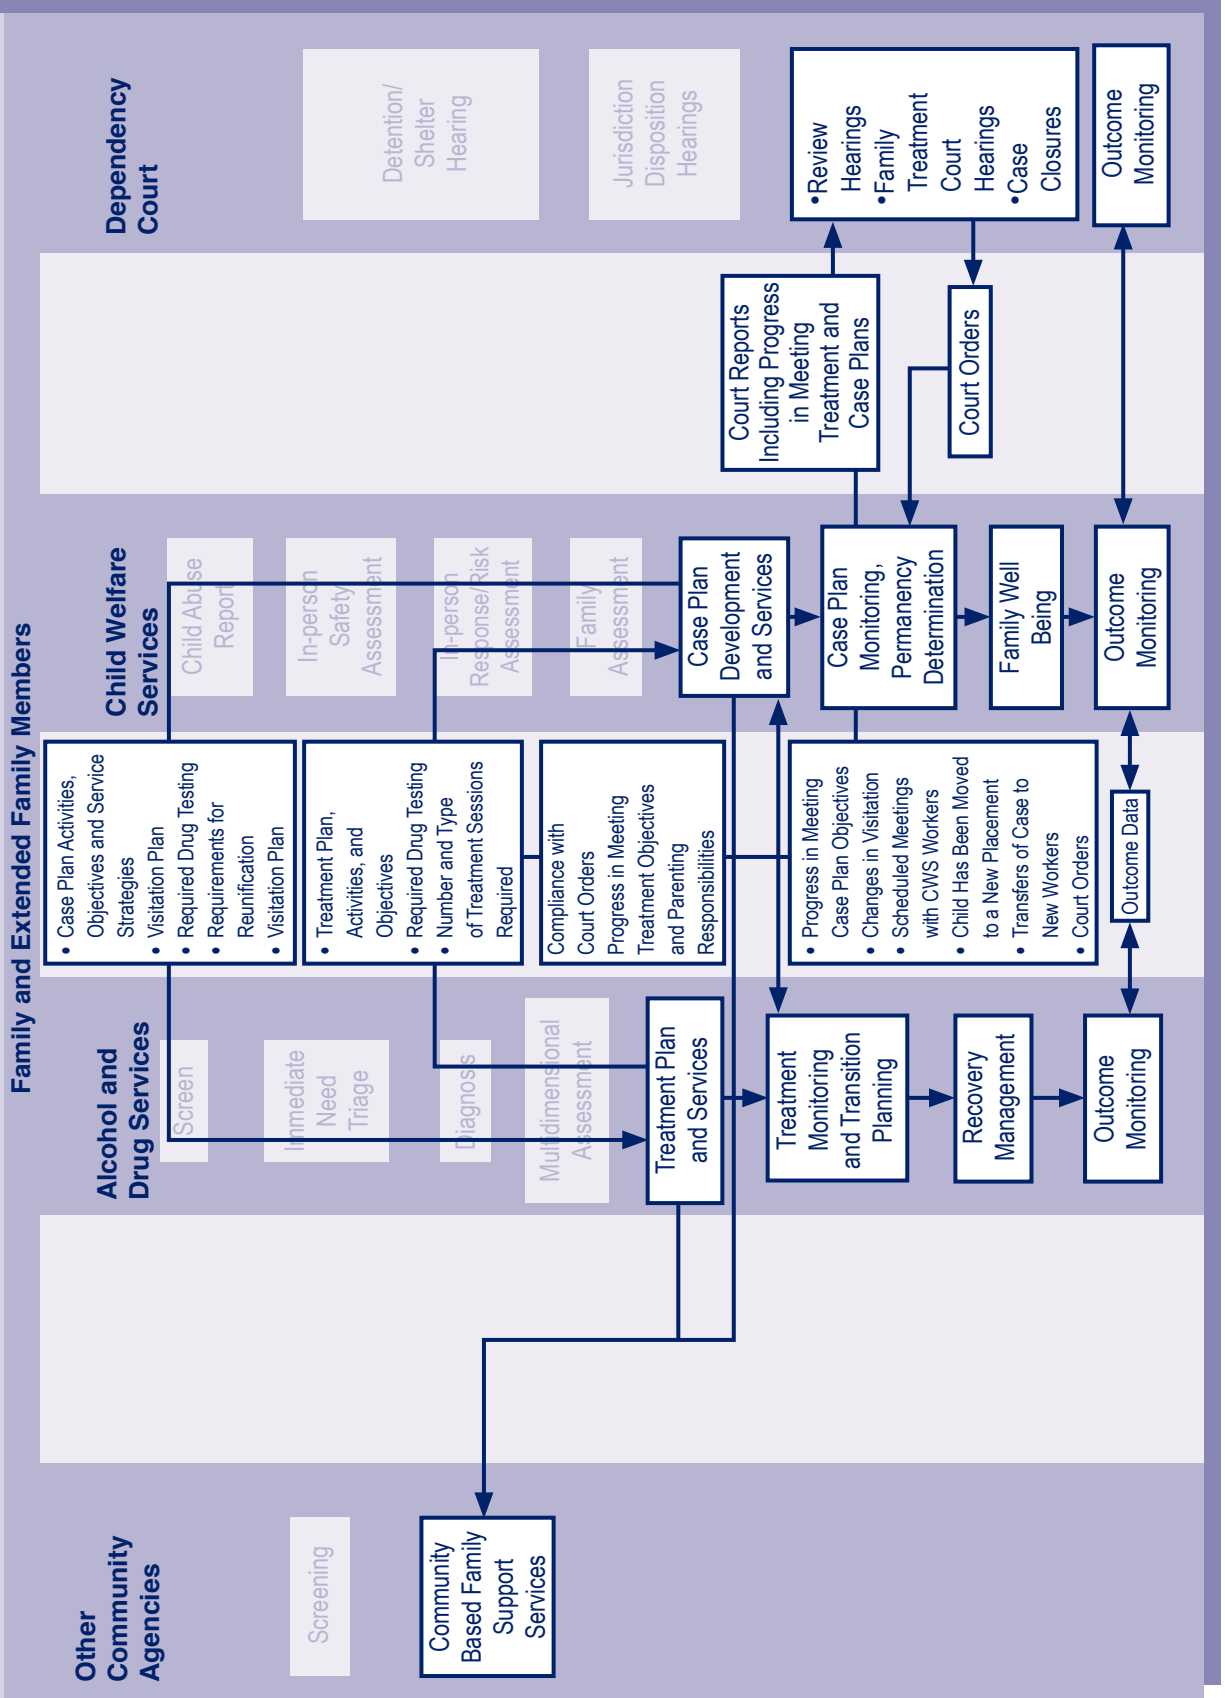 Family and Extended Family Members
Other
Community
Agencies
Alcohol and
Drug Services
Child Welfare
Services
Dependency
Court
Screening
Community
Based Family
Support
Services
Screen
Immediate
Need
Triage
Diagnosis
Multidimensional
Assessment
Treatment Plan
and Services
Treatment
Monitoring
and Transition
Planning
Recovery
Management
Outcome
Monitoring
• Case Plan Activities,
Objectives and Service
Strategies
• Visitation Plan
• Required Drug Testing
• Requirements for
Reunification
• Visitation Plan
• Treatment Plan,
Activities, and
Objectives
• Required Drug Testing
• Number and Type
of Treatment Sessions
Required
Compliance with
Court Orders
Progress in Meeting
Treatment Objectives
and Parenting
Responsibilities
• Progress in Meeting
Case Plan Objectives
• Changes in Visitation
• Scheduled Meetings
with CWS Workers
• Child Has Been Moved
to a New Placement
• Transfers of Case to
New Workers
• Court Orders
Outcome Data
Child Abuse
Report
In-person
Safety
Assessment
In-person
Response/Risk
Assessment
Family
Assessment
Case Plan
Development
and Services
Case Plan
Monitoring,
Permanency
Determination
Family Well
Being
Outcome
Monitoring
Court Reports
Including Progress
in Meeting
Treatment and
Case Plans
Court Orders
Detention/
Shelter
Hearing
Jurisdiction
Disposition
Hearings
•Review
Hearings
•Family
Treatment
Court
Hearings
•Case
Closures
Outcome
Monitoring